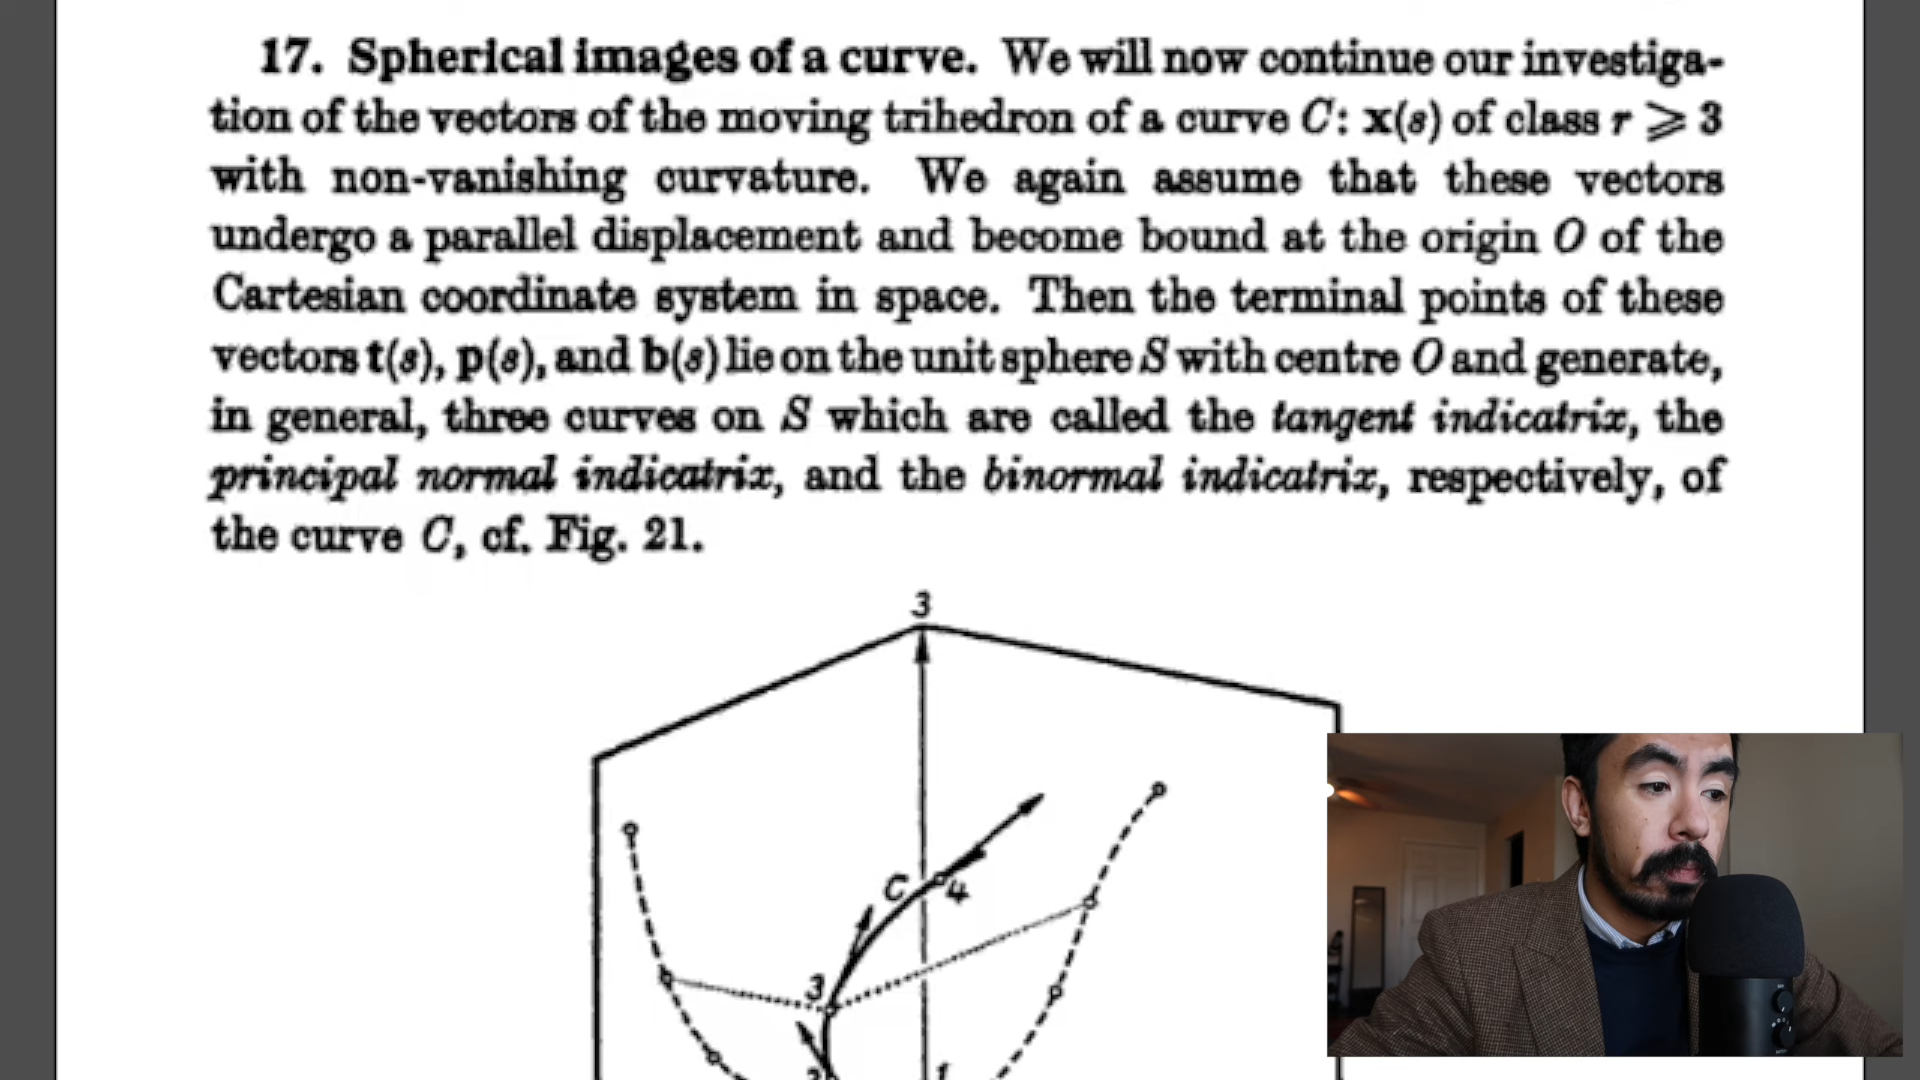 17. Spherical images of a curve. We will now continue our investiga-
tion of the vectors of the moving trihedron of a curve C: x(s) of class r ⩾ 3
with non-vanishing curvature. We again assume that these vectors
undergo a parallel displacement and become bound at the origin O of the
Cartesian coordinate system in space. Then the terminal points of these
vectors t(s), p(s), and b(s) lie on the unit sphere S with centre O and generate,
in general, three curves on S which are called the tangent indicatrix, the
principal normal indicatrix, and the binormal indicatrix, respectively, of
the curve C, cf. Fig. 21.
3
C
4
3